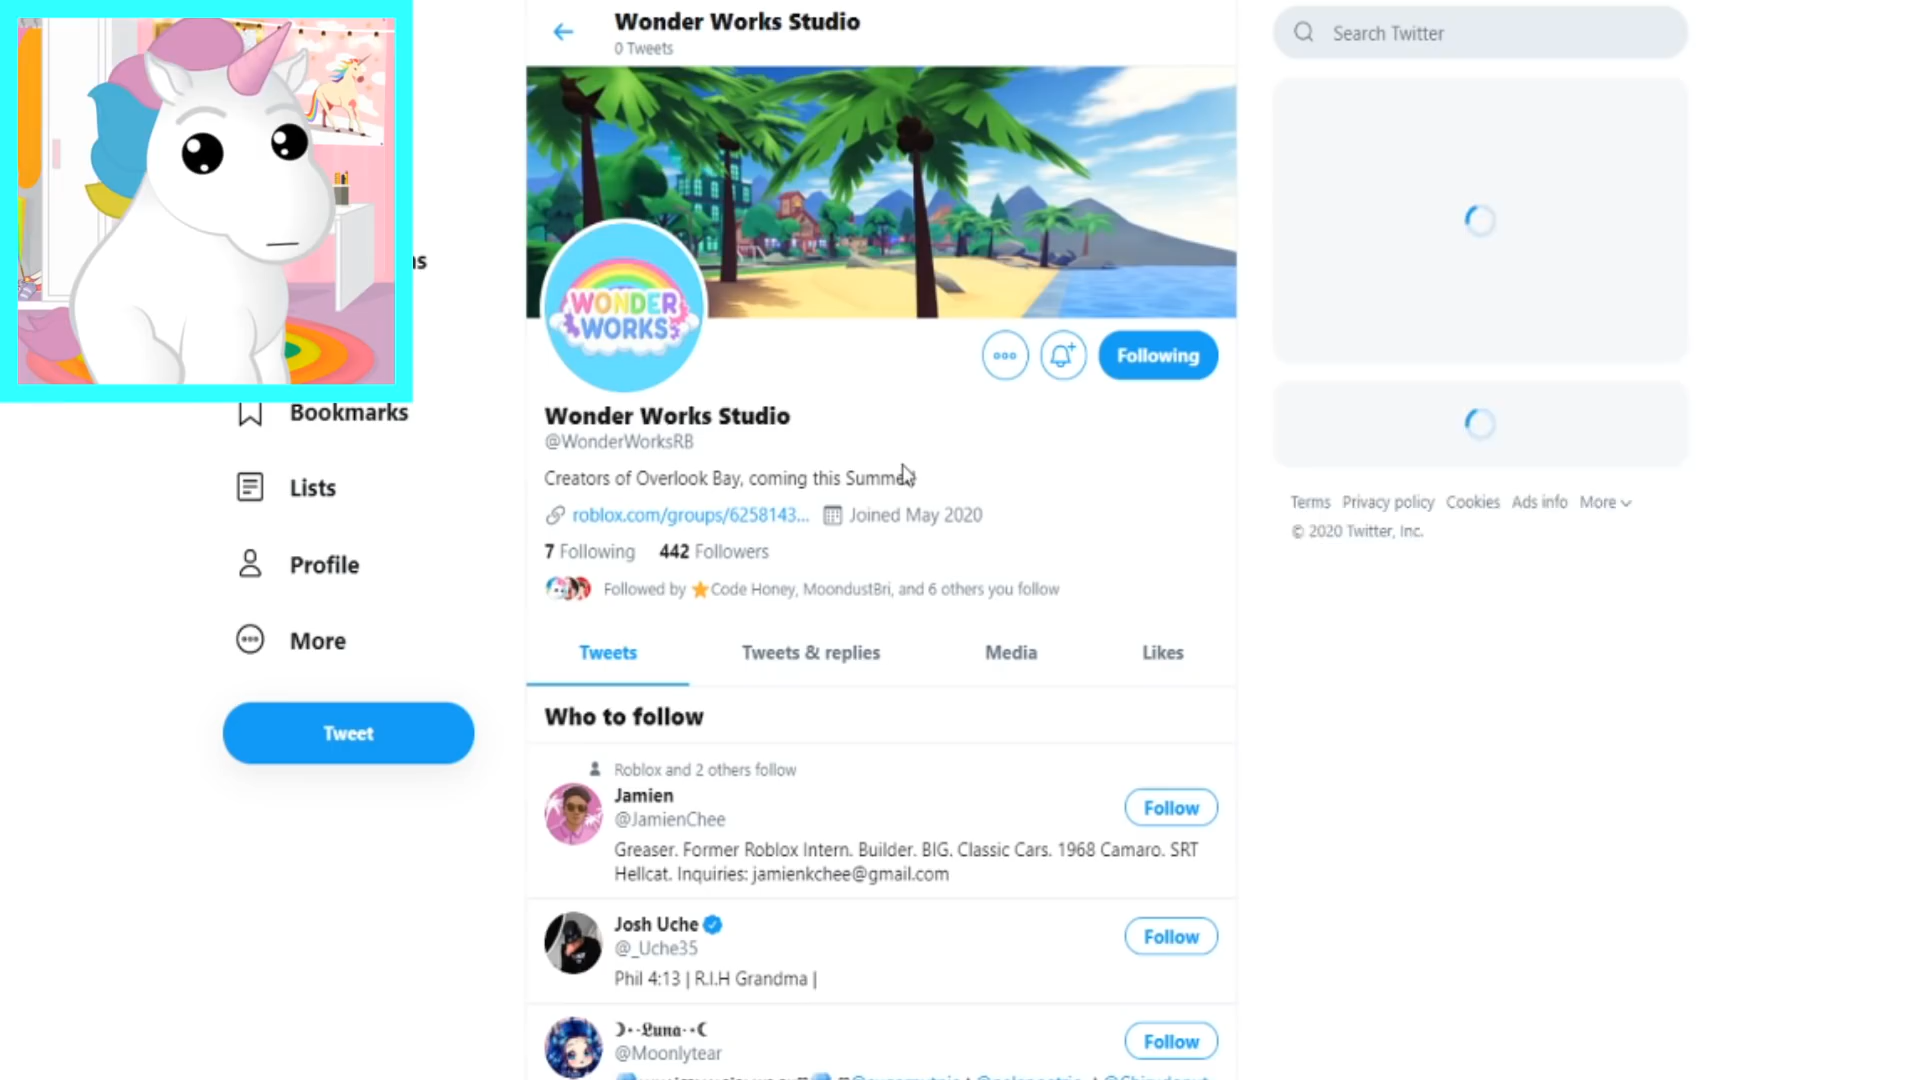 Wonder Works Studio
0 Tweets
Search Twitter
WONDER
WORKS
Following
Bookmarks
Wonder Works Studio
@WonderWorksRB
Creators of Overlook Bay, coming this
Lists
roblox.com/groups/6258143... Joined May 2020
Terms Privacy policy Cookies Ads info More
© 2020 Twitter, Inc.
7 Following 442 Followers
Profile
Followed by ⭐Code Honey, MoondustBri, and 6 others you follow
More
Tweets Tweets & replies Media Likes
Who to follow
Tweet
Roblox and 2 others follow
Jamien
@JamienChee
Follow
Greaser. Former Roblox Intern. Builder. BIG. Classic Cars. 1968 Camaro. SRT
Hellcat. Inquiries: jamienkchee@gmail.com
Josh Uche
@_Uche35
Follow
Phil 4:13 | R.I.H Grandma |
☽•-𝕷𝖚𝖓𝖆-•☾
@Moonlytear
Follow